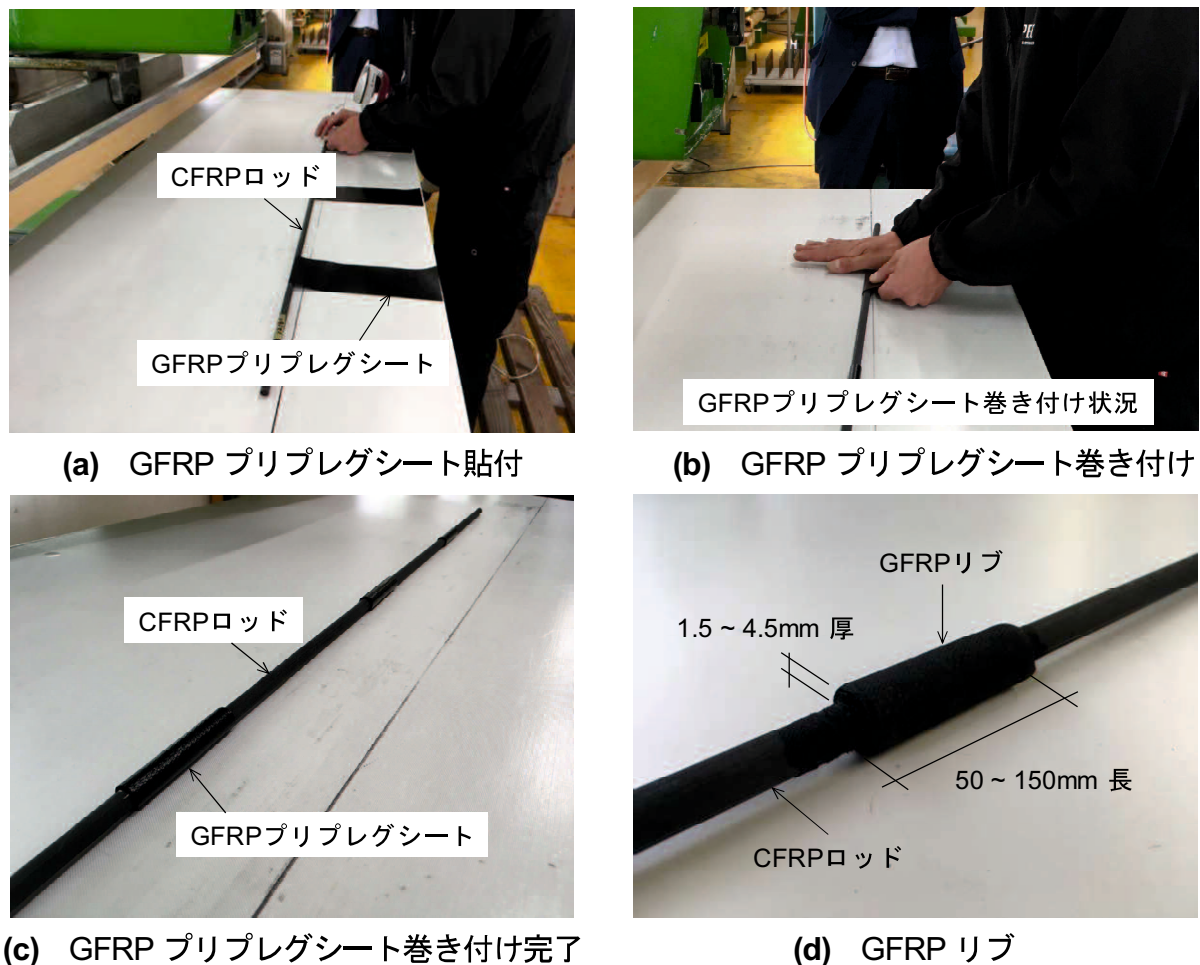 CFRPロッド
GFRPプリプレグシート
(a) GFRP プリプレグシート貼付
GFRPプリプレグシート巻き付け状況
(b) GFRP プリプレグシート巻き付け
CFRPロッド
GFRPプリプレグシート
(c) GFRP プリプレグシート巻き付け完了
GFRPリブ
1.5 ~ 4.5mm 厚
50 ~ 150mm 長
CFRPロッド
(d) GFRP リブ